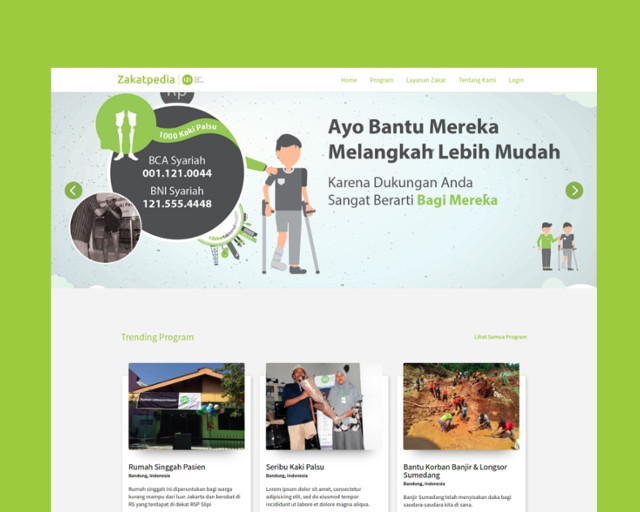 Zakatpedia
Home Program Layanan Zakat Tentang Kami Login
Rp
1000 Kaki Palsu
BCA Syariah
001.121.0044
BNI Syariah
121.555.4448
Ayo Bantu Mereka
Melangkah Lebih Mudah
Karena Dukungan Anda
Sangat Berarti Bagi Mereka
Trending Program
Lihat Semua Program
Rumah Singgah Pasien
Bandung, Indonesia
Rumah singgah ini diperuntukan bagi warga
kurang mampu dari luar Jakarta dan berobat di
RS yang terdapat di dekat RSP Slipi
Seribu Kaki Palsu
Bandung, Indonesia
Lorem ipsum dolor sit amet, consectetur
adipisicing elit, sed do eiusmod tempor
incididunt ut labore et dolore magna aliqua.
Bantu Korban Banjir & Longsor
Sumedang
Bandung, Indonesia
Banjir Sumedang telah menyisakan duka bagi
saudara-saudara kita di sana.